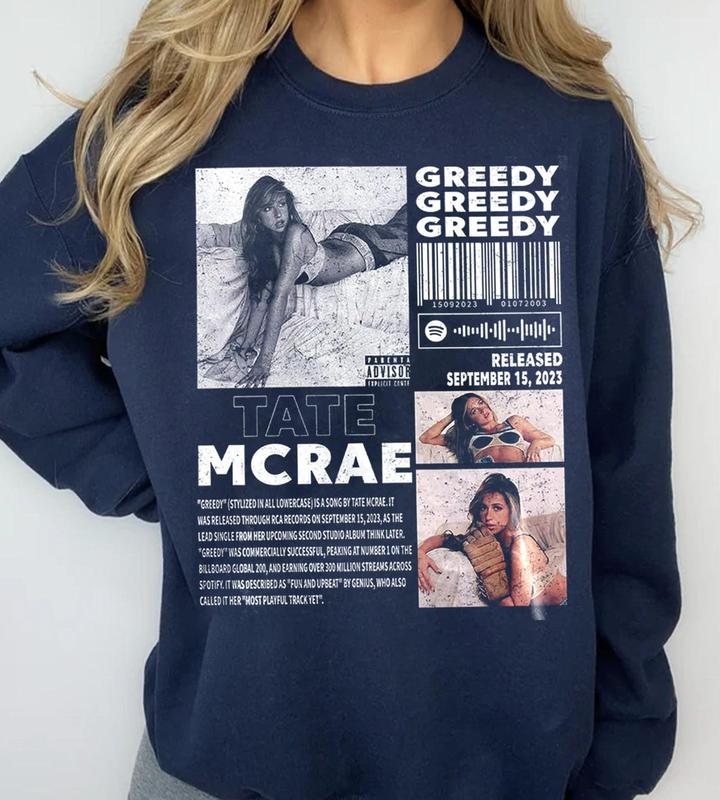 GREEDY
GREEDY
GREEDY
15092023 01072003
RELEASED
SEPTEMBER 15, 2023
PARENTA
ADVISOR
EXPLICIT CONTE
TATE
MCRAE
"GREEDY" (STYLIZED IN ALL LOWERCASE) IS A SONG BY TATE MCRAE. IT
WAS RELEASED THROUGH RCA RECORDS ON SEPTEMBER 15, 2023, AS THE
LEAD SINGLE FROM HER UPCOMING SECOND STUDIO ALBUM THINK LATER.
"GREEDY" WAS COMMERCIALLY SUCCESSFUL, PEAKING AT NUMBER 1 ON THE
BILLBOARD GLOBAL 200, AND EARNING OVER 300 MILLION STREAMS ACROSS
SPOTIFY. IT WAS DESCRIBED AS "FUN AND UPBEAT" BY GENIUS, WHO ALSO
CALLED IT HER "MOST PLAYFUL TRACK YET".